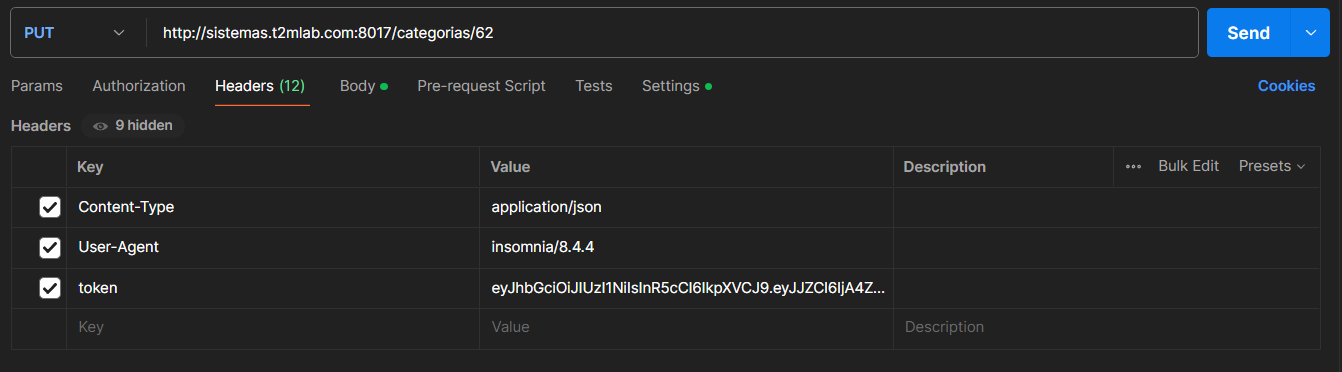 PUT http://sistemas.t2mlab.com:8017/categorias/62 Send
Params Authorization Headers (12) Body Pre-request Script Tests Settings Cookies
Headers 9 hidden
Key Value Description ••• Bulk Edit Presets
Content-Type application/json
User-Agent insomnia/8.4.4
token eyJhbGciOiJIUzI1NiIsInR5cCI6IkpXVCJ9.eyJJZCI6IjA4Z...
Key Value Description